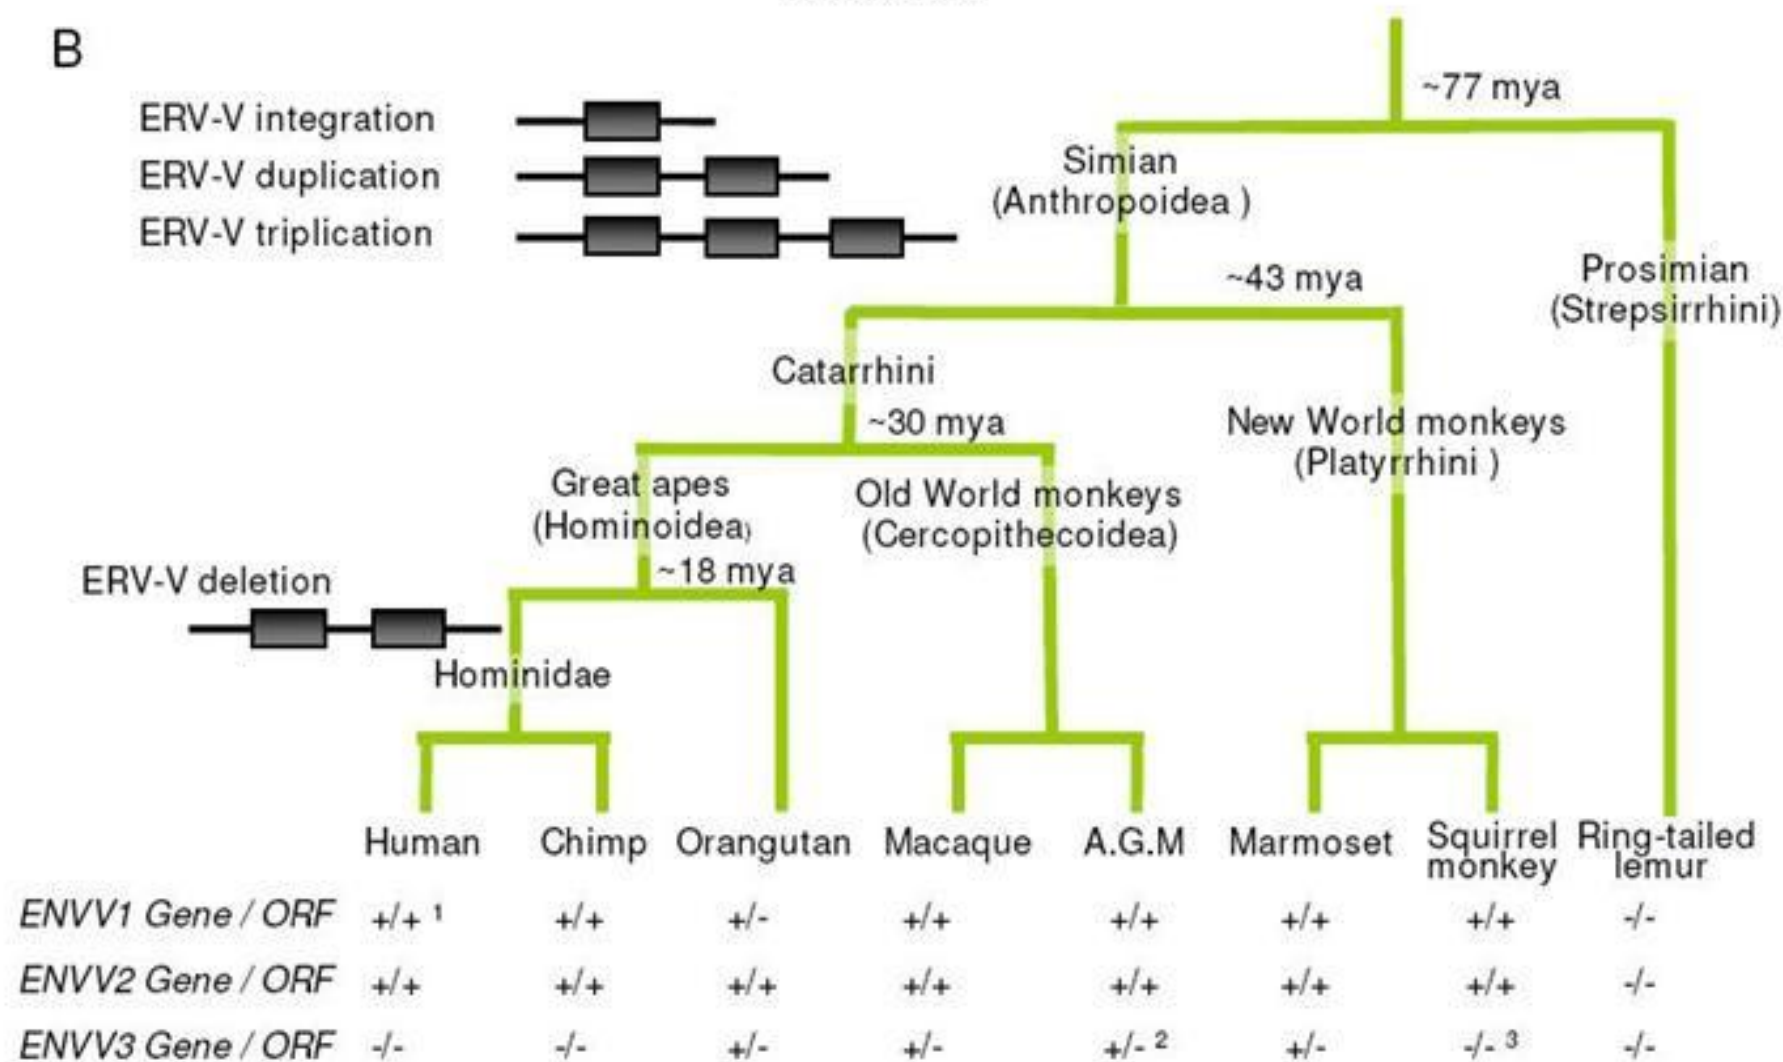 B
~77 mya
ERV-V integration
ERV-V duplication
ERV-V triplication
Simian
(Anthropoidea )
~43 mya
Prosimian
(Strepsirrhini)
Catarrhini
~30 mya
New World monkeys
(Platyrrhini )
Great apes
(Hominoidea)
Old World monkeys
(Cercopithecoidea)
~18 mya
ERV-V deletion
Hominidae
Human Chimp Orangutan Macaque A.G.M Marmoset Squirrel monkey Ring-tailed lemur
ENVV1 Gene / ORF +/+ 1 +/+ +/- +/+ +/+ +/+ +/+ -/-
ENVV2 Gene / ORF +/+ +/+ +/+ +/+ +/+ +/+ +/+ -/-
ENVV3 Gene / ORF -/- -/- +/- +/- +/- 2 +/- -/- 3 -/-